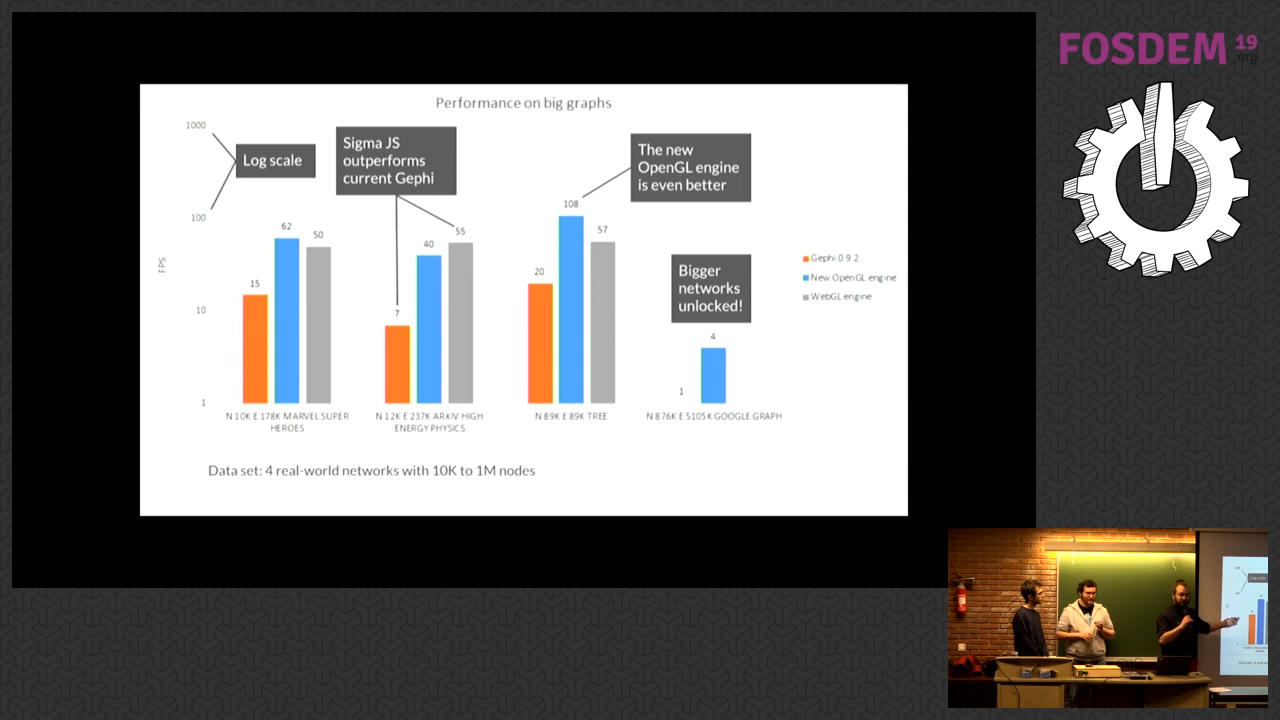 FOSDEM 19
.org
Performance on big graphs
1000
Log scale
Sigma JS
outperforms
current Gephi
The new
OpenGL engine
is even better
100
10
1
FPS
15
62
50
7
40
55
20
108
57
Bigger
networks
unlocked!
1
4
Gephi 0 9 2
New OpenGL engine
WebGL engine
N 10K E 178K MARVEL SUPER
HEROES
N 12K E 237K ARXIV HIGH
ENERGY PHYSICS
N 89K E 89K TREE
N 876K E 5105K GOOGLE GRAPH
Data set: 4 real-world networks with 10K to 1M nodes